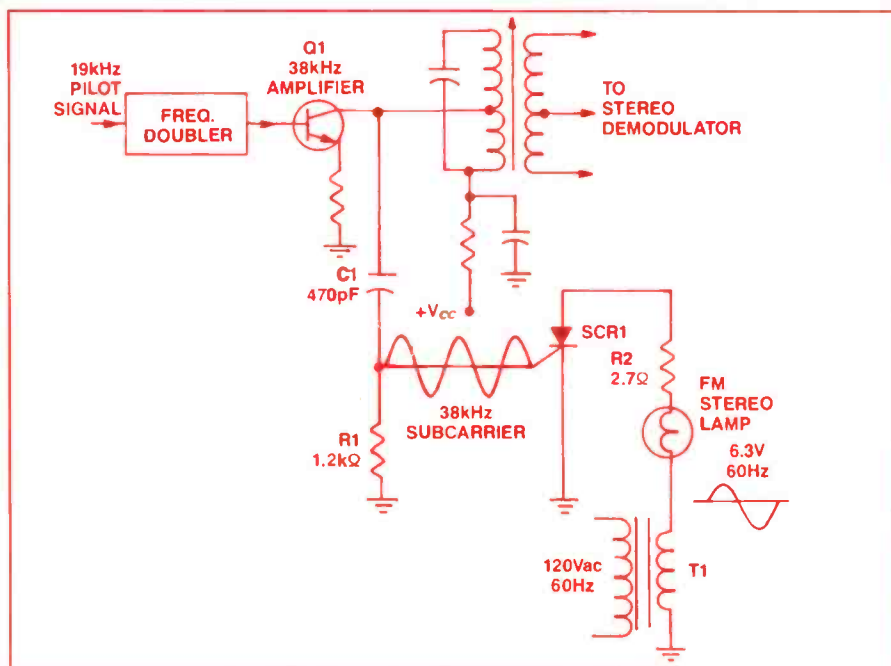 Q1
38kHz
AMPLIFIER
19kHz
PILOT
SIGNAL
FREQ.
DOUBLER
TO
STEREO
DEMODULATOR
C1
470pF
+Vcc
SCR1
R2
2.7Ω
FM
STEREO
LAMP
38kHz
SUBCARRIER
R1
1.2kΩ
6.3V
60Hz
120Vac
60Hz
T1